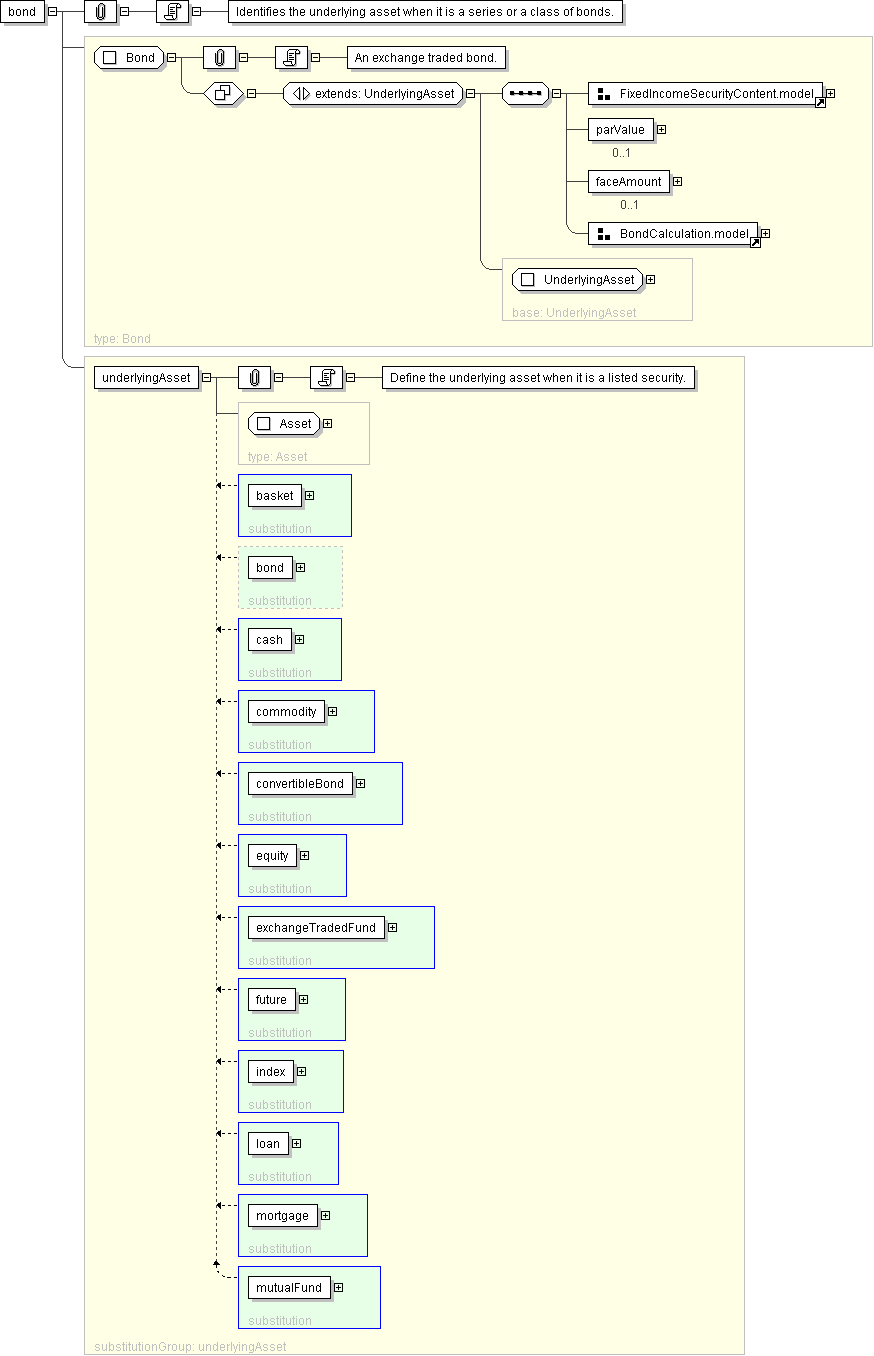 bond
Identifies the underlying asset when it is a series or a class of bonds.
Bond
An exchange traded bond.
extends: UnderlyingAsset
FixedIncomeSecurityContent.model
parValue
0..1
faceAmount
0..1
BondCalculation.model
UnderlyingAsset
base: UnderlyingAsset
type: Bond
underlyingAsset
Define the underlying asset when it is a listed security.
Asset
type: Asset
basket
substitution
bond
substitution
cash
substitution
commodity
substitution
convertibleBond
substitution
equity
substitution
exchangeTradedFund
substitution
future
substitution
index
substitution
loan
substitution
mortgage
substitution
mutualFund
substitution
substitutionGroup: underlyingAsset